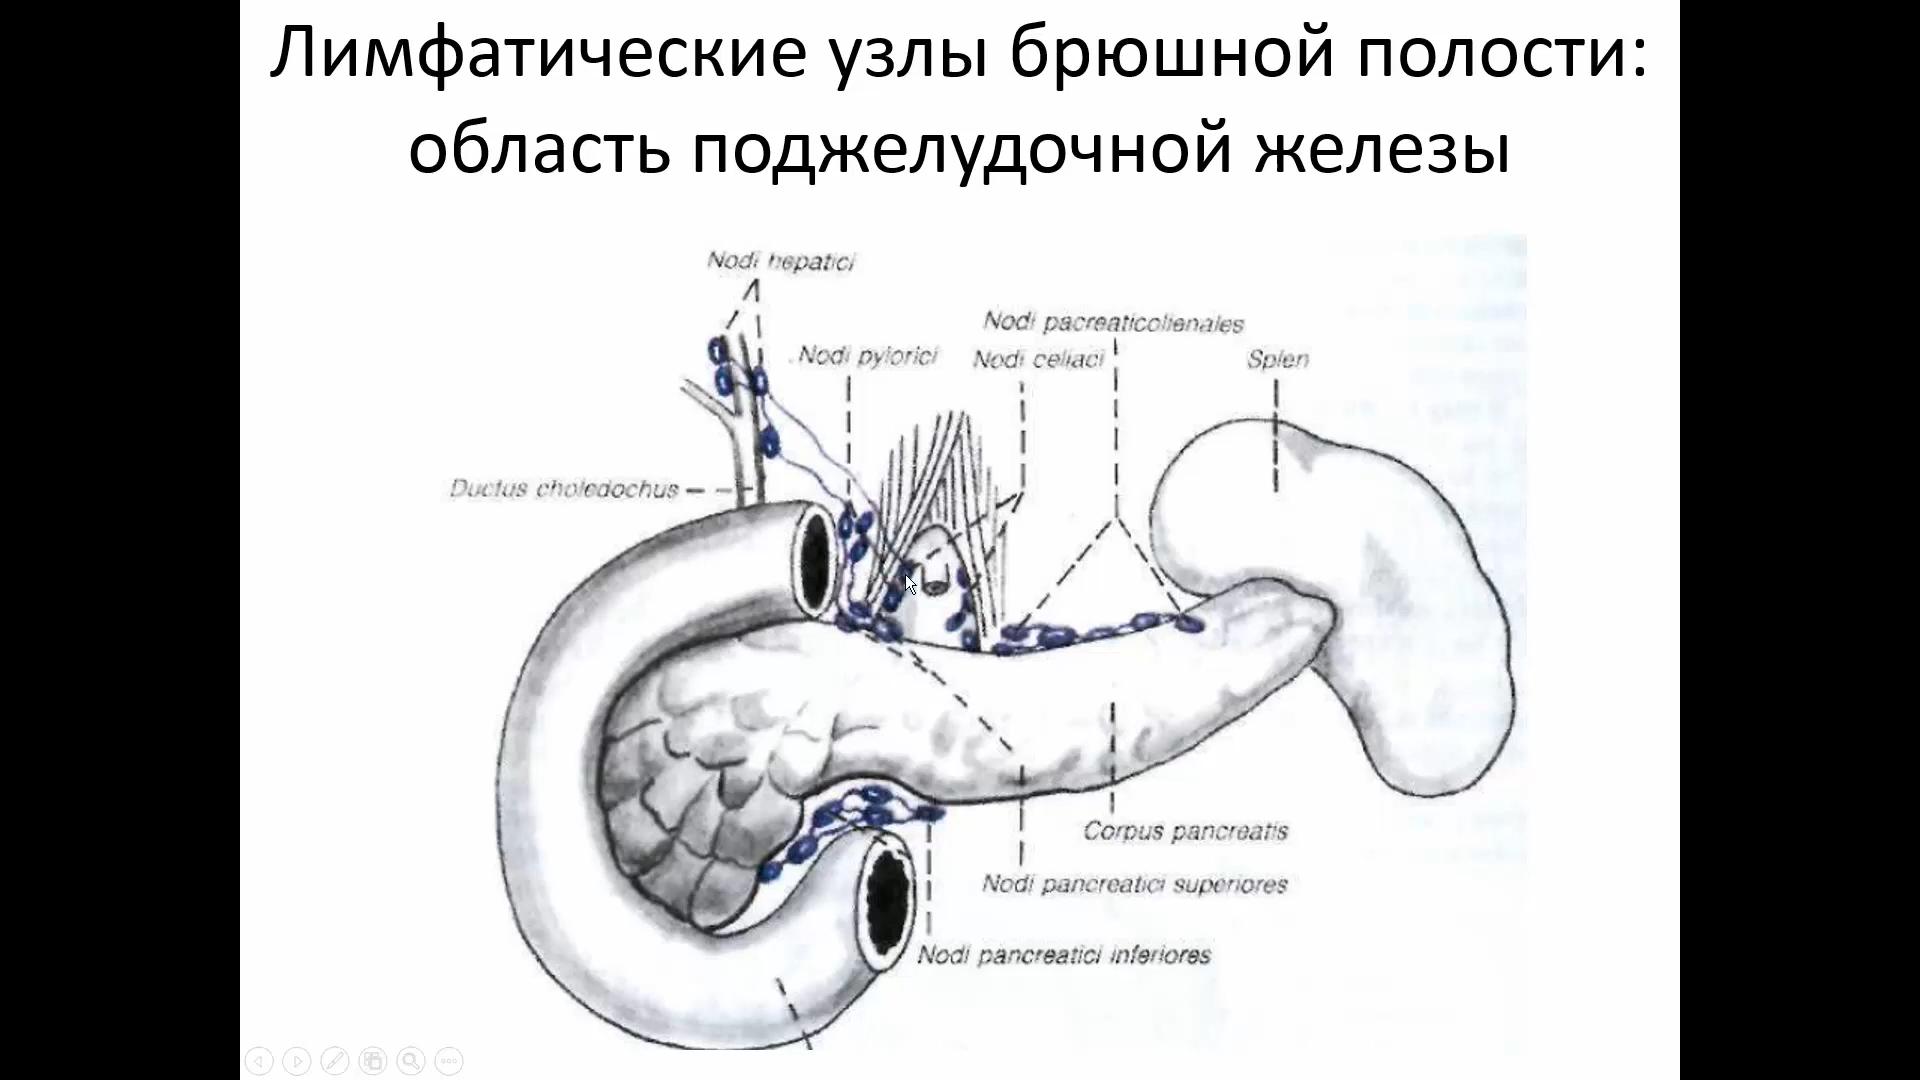 Лимфатические узлы брюшной полости:
область поджелудочной железы
Nodi hepatici
Nodi pacreaticolienales
Nodi pylorici
Nodi celiaci
Splen
Ductus choledochus
Corpus pancreatis
Nodi pancreatici superiores
Nodi pancreatici inferiores